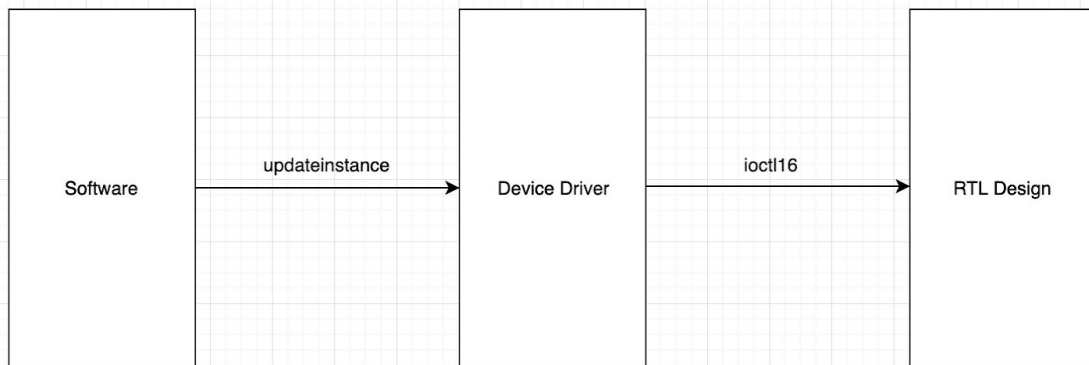 updateinstance
ioctl16
Software
Device Driver
RTL Design